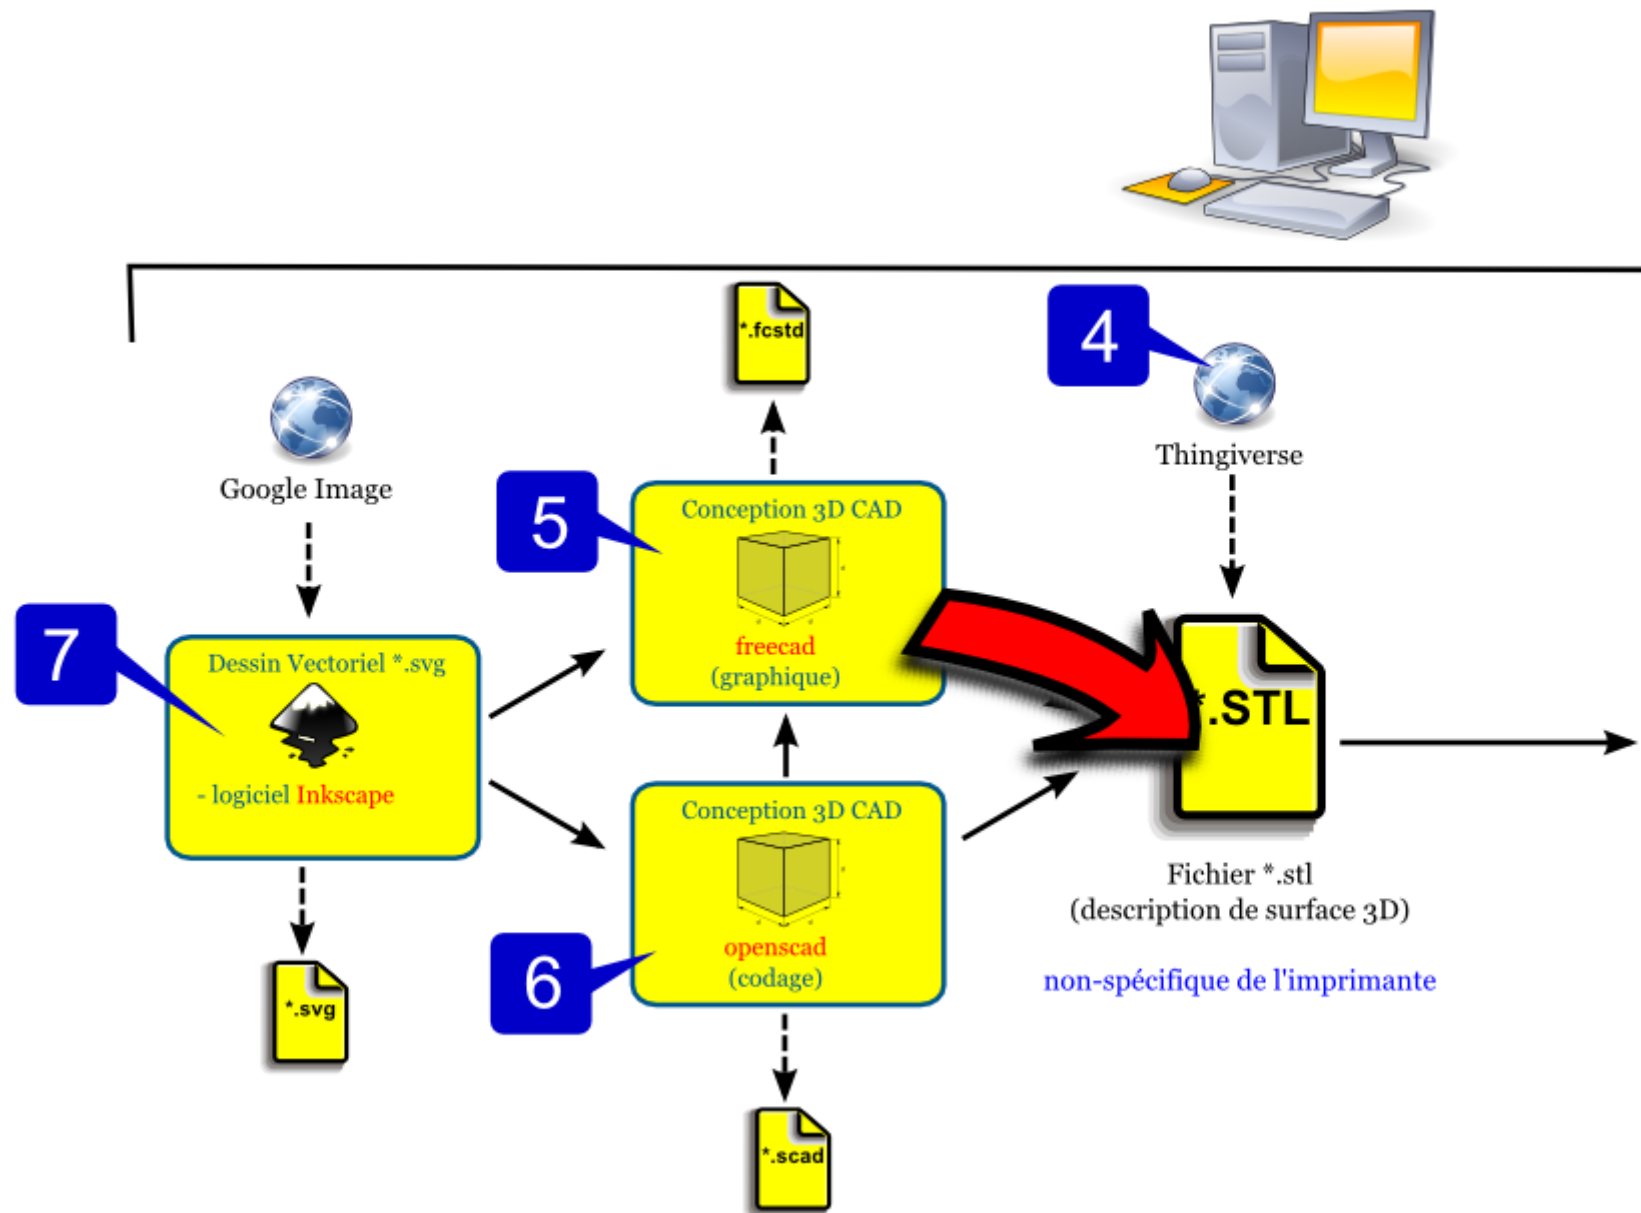 *.fcstd
4
Google Image
Thingiverse
5
Conception 3D CAD
freecad
(graphique)
7
Dessin Vectoriel *.svg
- logiciel Inkscape
*.STL
Conception 3D CAD
openscad
(codage)
6
Fichier *.stl
(description de surface 3D)
non-spécifique de l'imprimante
*.svg
*.scad